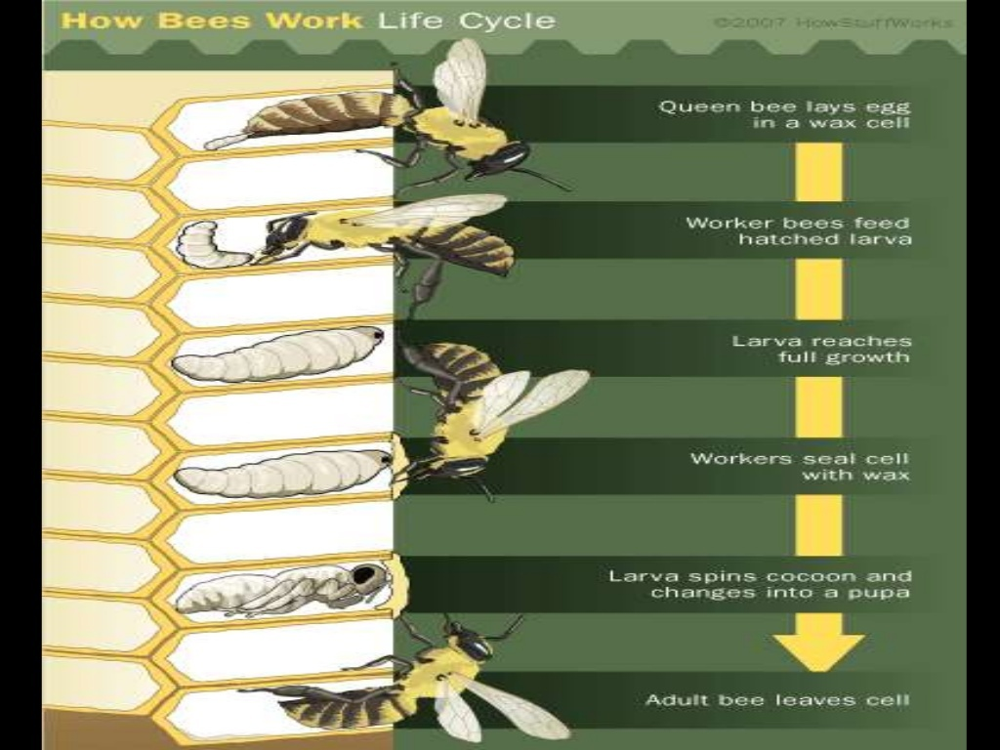 How Bees Work Life Cycle
©2007 HowStuffWorks
Queen bee lays egg
in a wax cell
Worker bees feed
hatched larva
Larva reaches
full growth
Workers seal cell
with wax
Larva spins cocoon and
changes into a pupa
Adult bee leaves cell